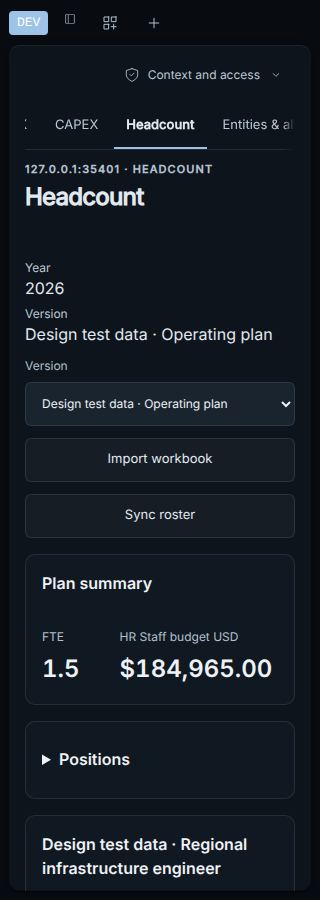 DEV
Context and access
CAPEX
Headcount
Entities & al
127.0.0.1:35401 · HEADCOUNT
Headcount
Year
2026
Version
Design test data · Operating plan
Version
Design test data · Operating plan
Import workbook
Sync roster
Plan summary
FTE
HR Staff budget USD
1.5
$184,965.00
Positions
Design test data · Regional
infrastructure engineer